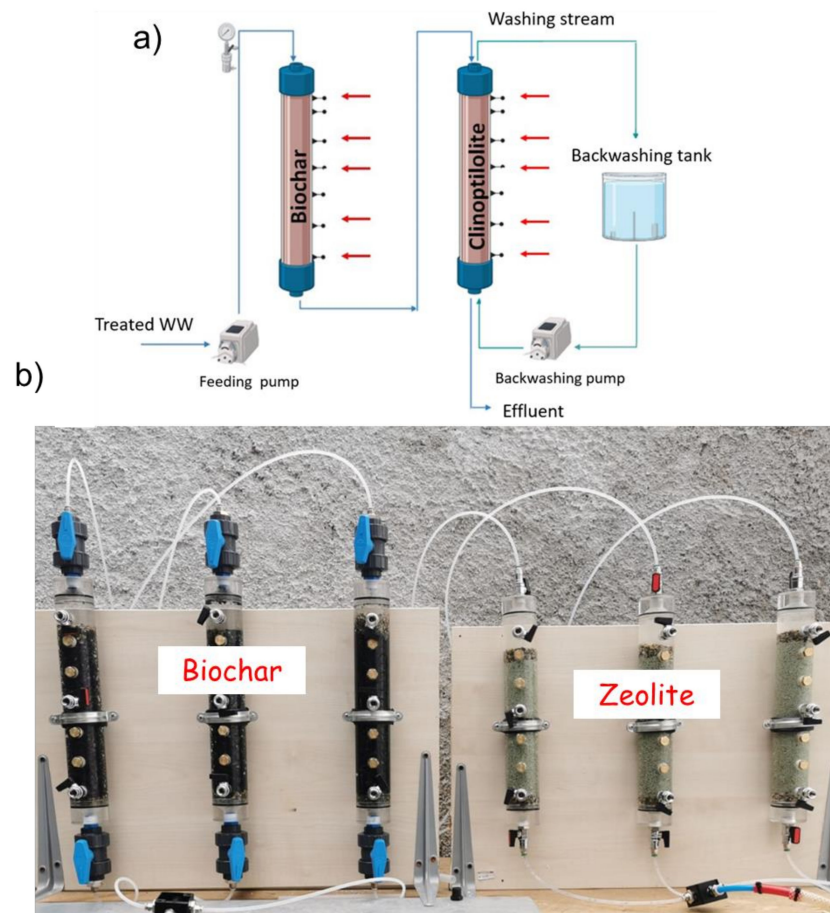 a)
Washing stream
Biochar
Clinoptilolite
Backwashing tank
Treated WW
Feeding pump
Backwashing pump
Effluent
b)
Biochar
Zeolite